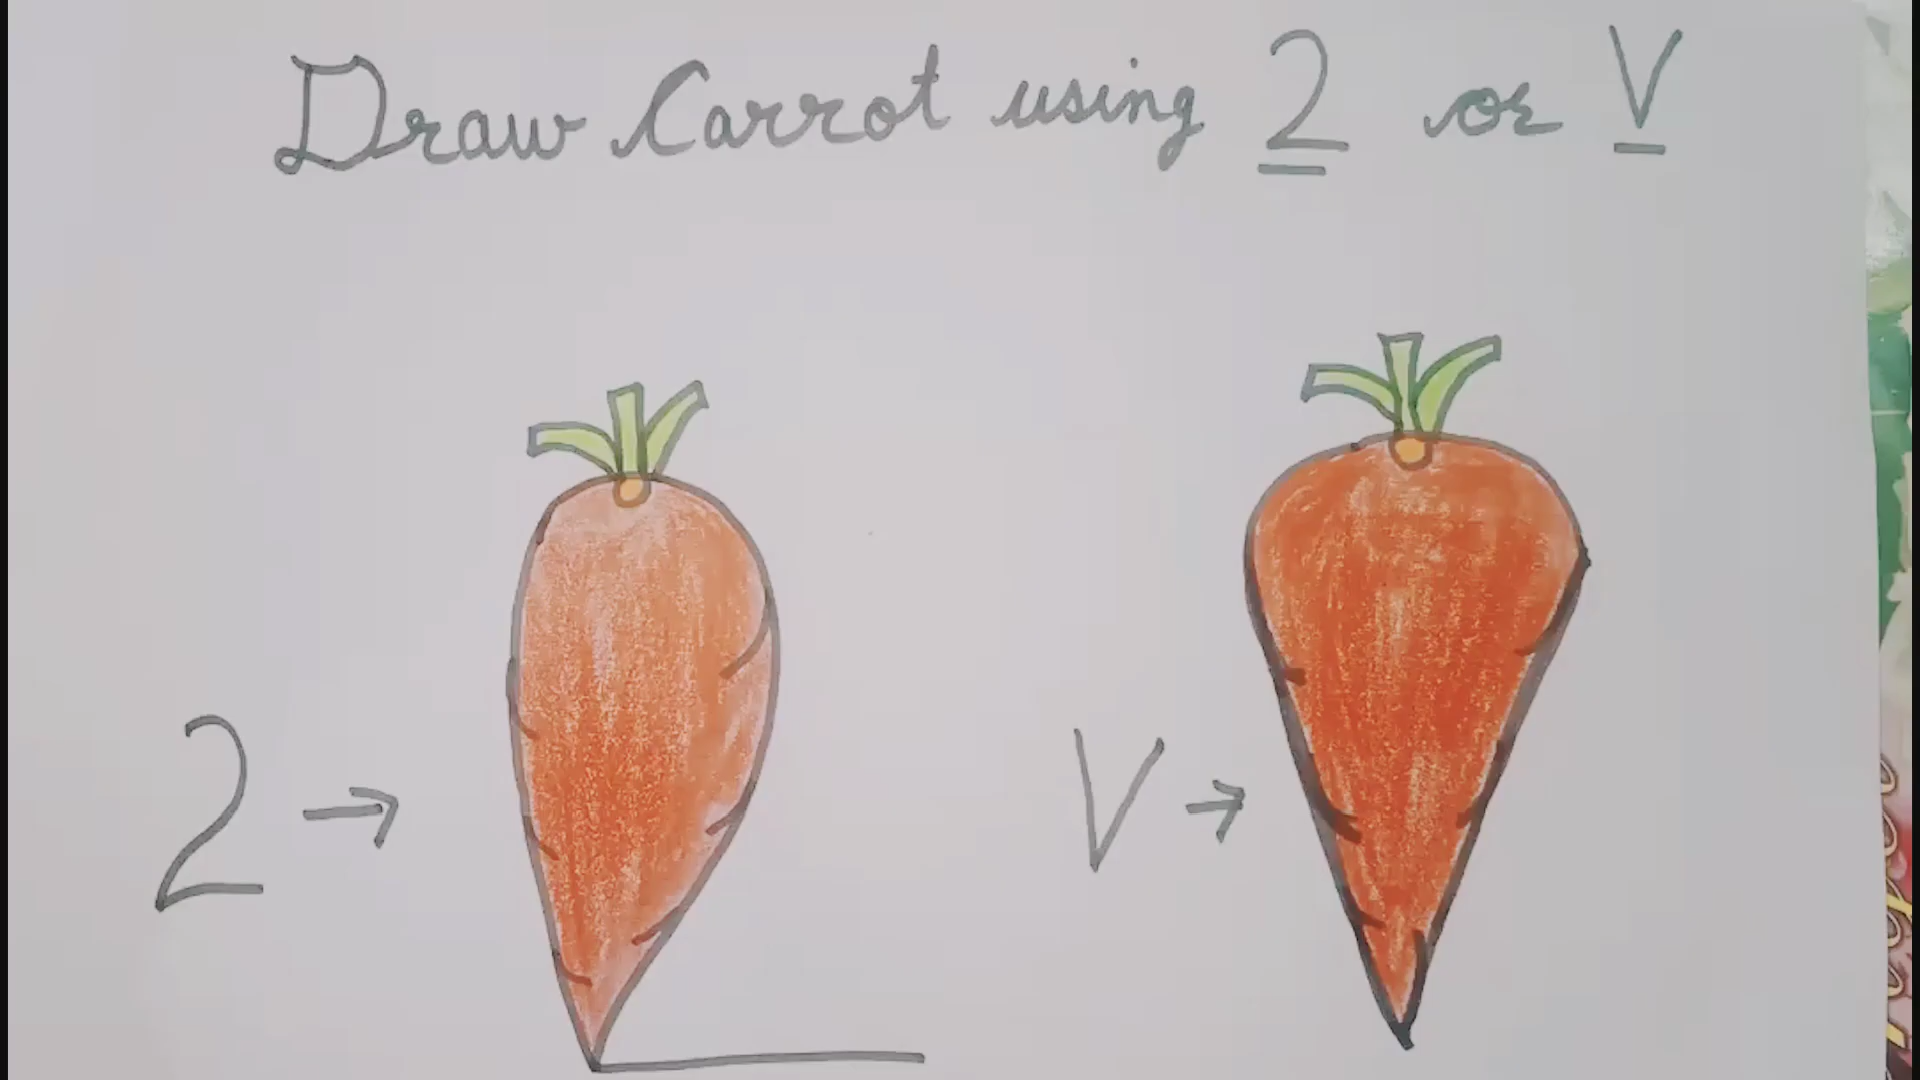 Draw Carrot using 2 or V
2 → V →